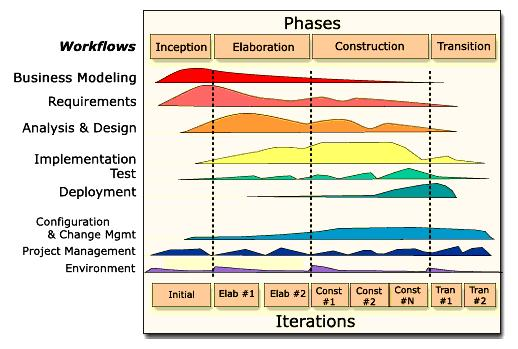 Phases
Workflows
Inception Elaboration Construction Transition
Business Modeling
Requirements
Analysis & Design
Implementation
Test
Deployment
Configuration
& Change Mgmt
Project Management
Environment
Initial Elab #1 Elab #2 Const #1 Const #2 Const #N Tran #1 Tran #2
Iterations